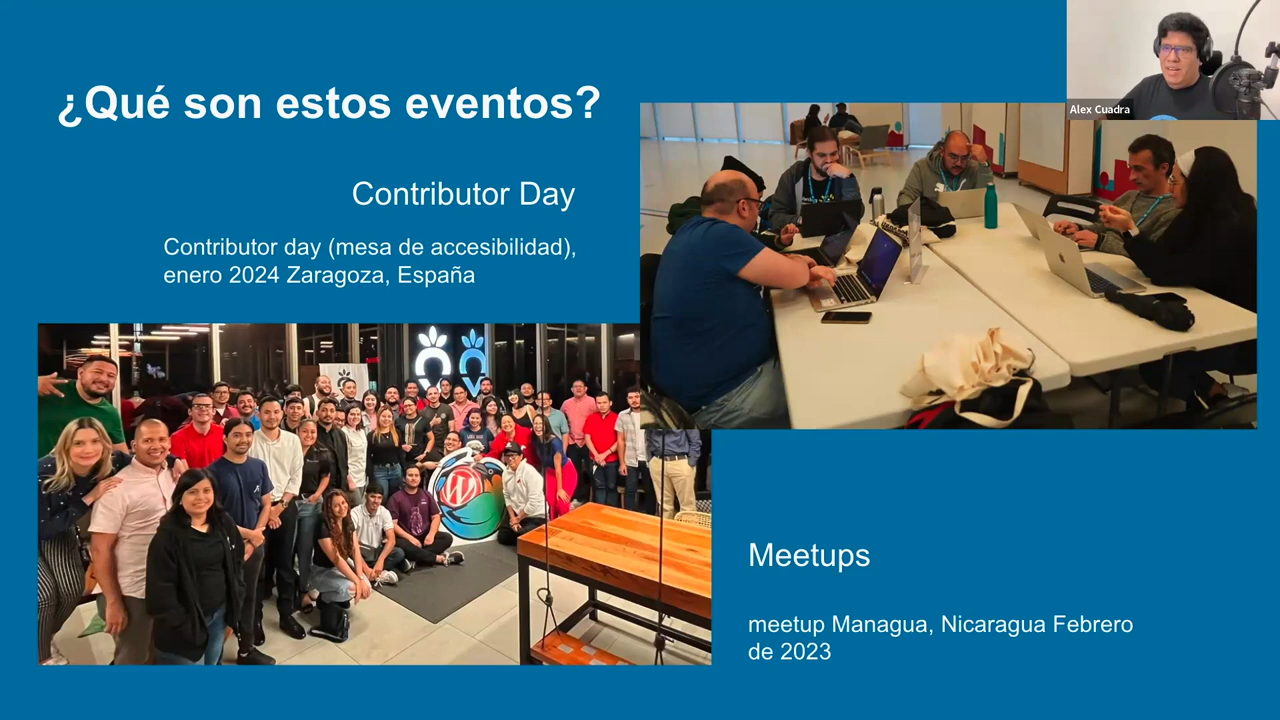 ¿Qué son estos eventos?
Alex Cuadra
Contributor Day
Contributor day (mesa de accesibilidad),
enero 2024 Zaragoza, España
Meetups
meetup Managua, Nicaragua Febrero
de 2023